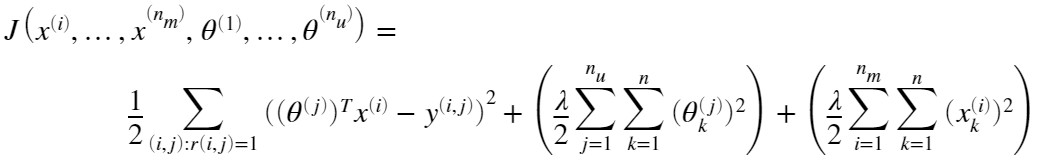 J(x^{(i)}, … , x^{(n_m)}, θ^{(1)}, … , θ^{(n_u)}) =
\frac{1}{2} \sum_{(i,j):r(i,j)=1} ((θ^{(j)})^T x^{(i)} − y^{(i,j)})^2 + \left( \frac{λ}{2} \sum_{j=1}^{n_u} \sum_{k=1}^{n} (θ_k^{(j)})^2 \right) + \left( \frac{λ}{2} \sum_{i=1}^{n_m} \sum_{k=1}^{n} (x_k^{(i)})^2 \right)